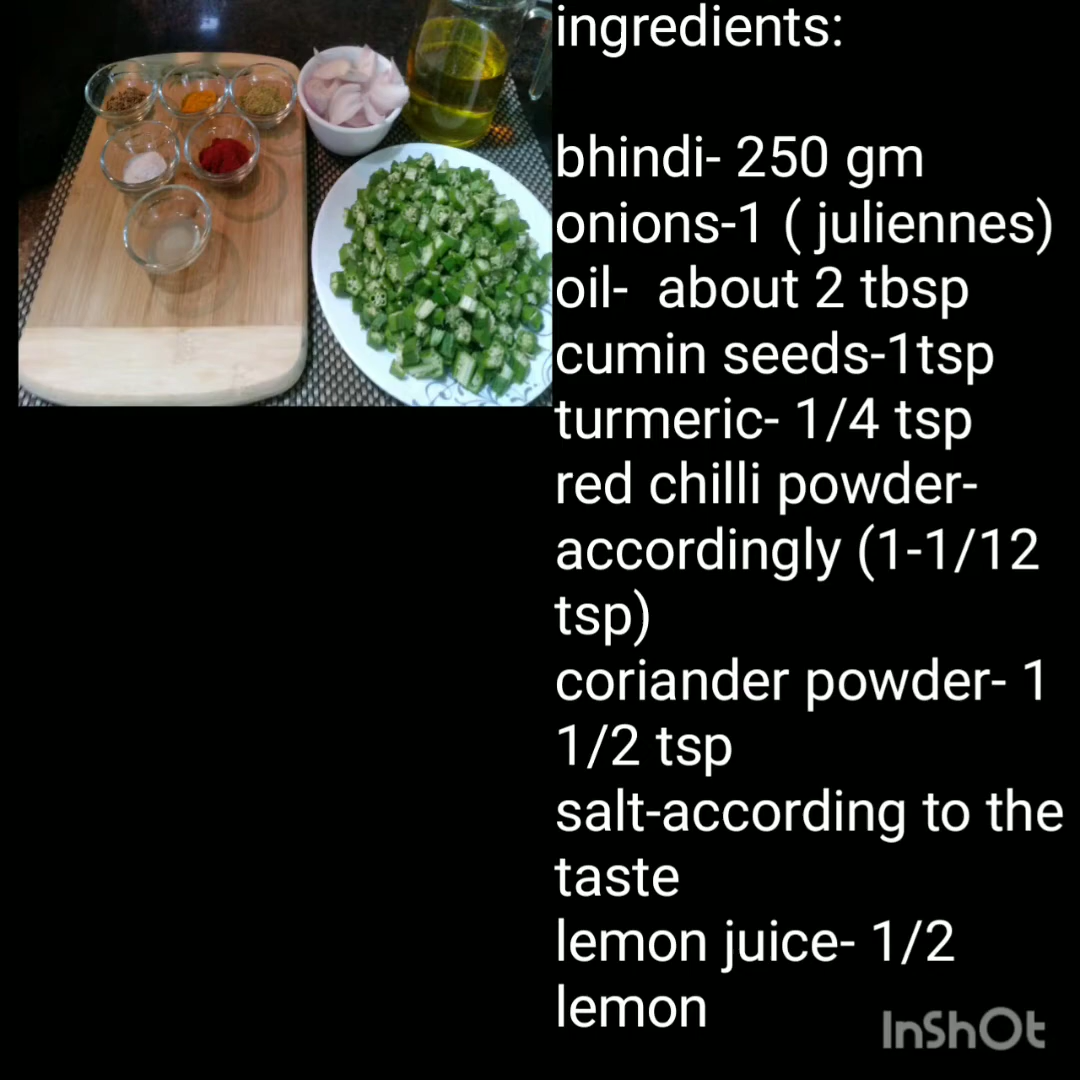 ingredients:
bhindi- 250 gm
onions-1 ( juliennes)
oil-  about 2 tbsp
cumin seeds-1tsp
turmeric- 1/4 tsp
red chilli powder-
accordingly (1-1/12
tsp)
coriander powder- 1
1/2 tsp
salt-according to the
taste
lemon juice- 1/2
lemon
InShOt